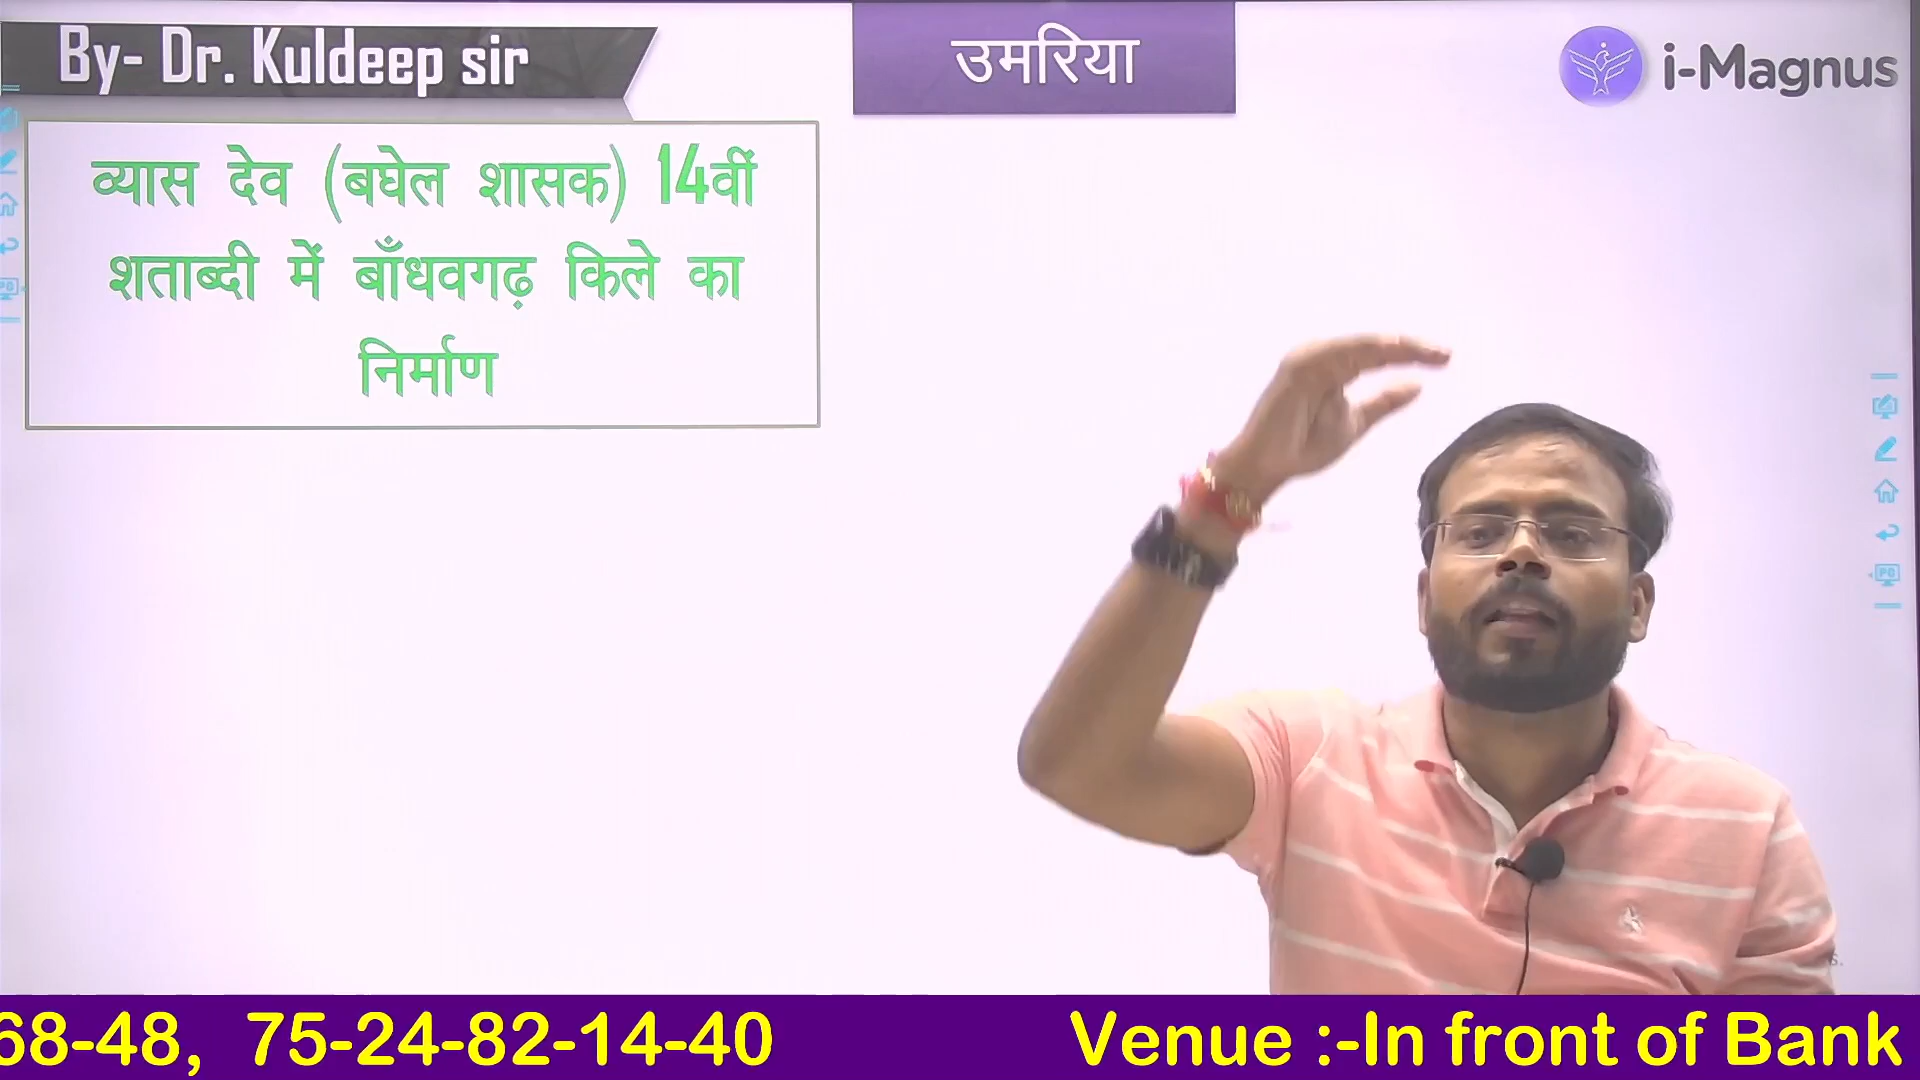 By- Dr. Kuldeep sir
उमरिया
i-Magnus
व्यास देव (बघेल शासक) 14वीं
शताब्दी में बाँधवगढ़ किले का
निर्माण
68-48, 75-24-82-14-40
Venue :-In front of Bank